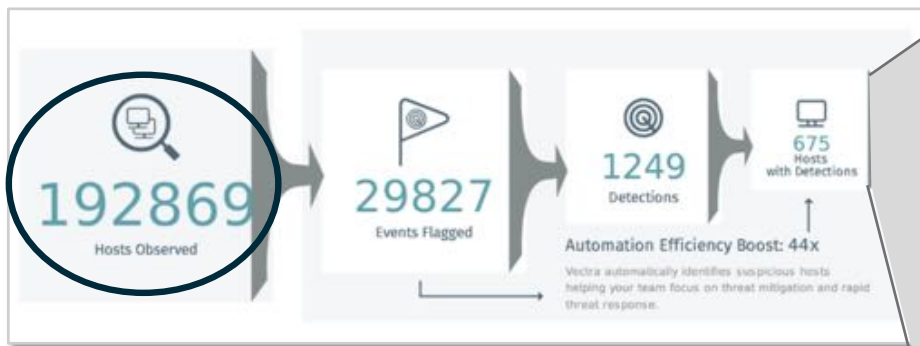 192869
Hosts Observed
29827
Events Flagged
1249
Detections
675
Hosts
with Detections
Automation Efficiency Boost: 44x
Vectra automatically identifies suspicious hosts
helping your team focus on threat mitigation and rapid
threat response.